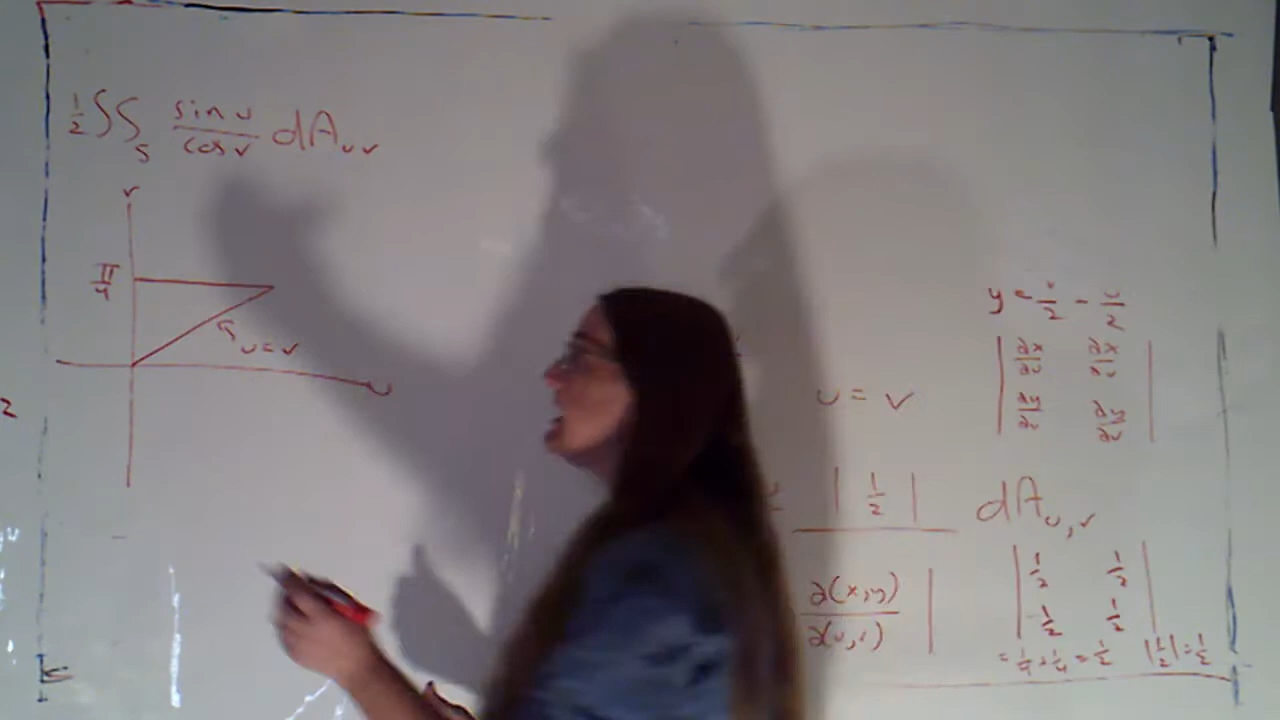 ½ ∬_S sin u / cos v dA_{u,v}
v
π/4
u = v
u
2
y = v/2 - u/2
| ∂x/∂u ∂x/∂v |
| ∂y/∂u ∂y/∂v |
u = v
| 1/2 | dA_{u,v}
∂(x,y) / ∂(u,v) |
| 1/2 1/2 |
| -1/2 1/2 |
= 1/4 + 1/4 = 1/2 |1/2| = 1/2